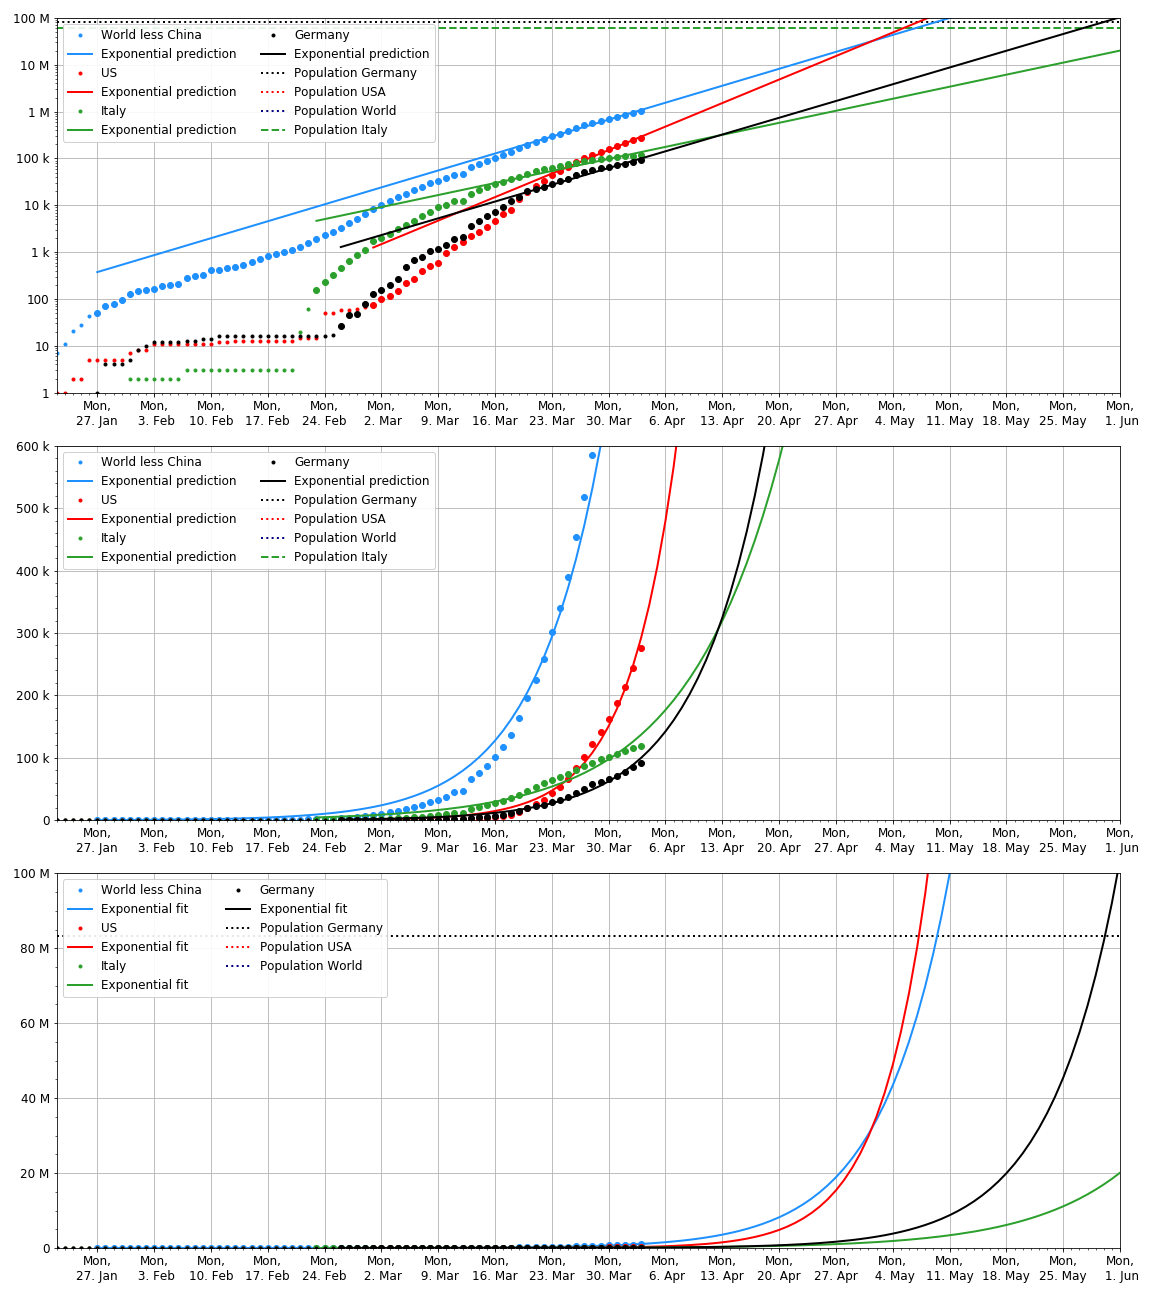 100 M
10 M
1 M
100 k
10 k
1 k
100
10
1
World less China
Exponential prediction
US
Exponential prediction
Italy
Exponential prediction
Germany
Exponential prediction
Population Germany
Population USA
Population World
Population Italy
Mon, 27. Jan
Mon, 3. Feb
Mon, 10. Feb
Mon, 17. Feb
Mon, 24. Feb
Mon, 2. Mar
Mon, 9. Mar
Mon, 16. Mar
Mon, 23. Mar
Mon, 30. Mar
Mon, 6. Apr
Mon, 13. Apr
Mon, 20. Apr
Mon, 27. Apr
Mon, 4. May
Mon, 11. May
Mon, 18. May
Mon, 25. May
Mon, 1. Jun
600 k
500 k
400 k
300 k
200 k
100 k
0
World less China
Exponential prediction
US
Exponential prediction
Italy
Exponential prediction
Germany
Exponential prediction
Population Germany
Population USA
Population World
Population Italy
Mon, 27. Jan
Mon, 3. Feb
Mon, 10. Feb
Mon, 17. Feb
Mon, 24. Feb
Mon, 2. Mar
Mon, 9. Mar
Mon, 16. Mar
Mon, 23. Mar
Mon, 30. Mar
Mon, 6. Apr
Mon, 13. Apr
Mon, 20. Apr
Mon, 27. Apr
Mon, 4. May
Mon, 11. May
Mon, 18. May
Mon, 25. May
Mon, 1. Jun
100 M
80 M
60 M
40 M
20 M
0
World less China
Exponential fit
US
Exponential fit
Italy
Exponential fit
Germany
Exponential fit
Population Germany
Population USA
Population World
Mon, 27. Jan
Mon, 3. Feb
Mon, 10. Feb
Mon, 17. Feb
Mon, 24. Feb
Mon, 2. Mar
Mon, 9. Mar
Mon, 16. Mar
Mon, 23. Mar
Mon, 30. Mar
Mon, 6. Apr
Mon, 13. Apr
Mon, 20. Apr
Mon, 27. Apr
Mon, 4. May
Mon, 11. May
Mon, 18. May
Mon, 25. May
Mon, 1. Jun